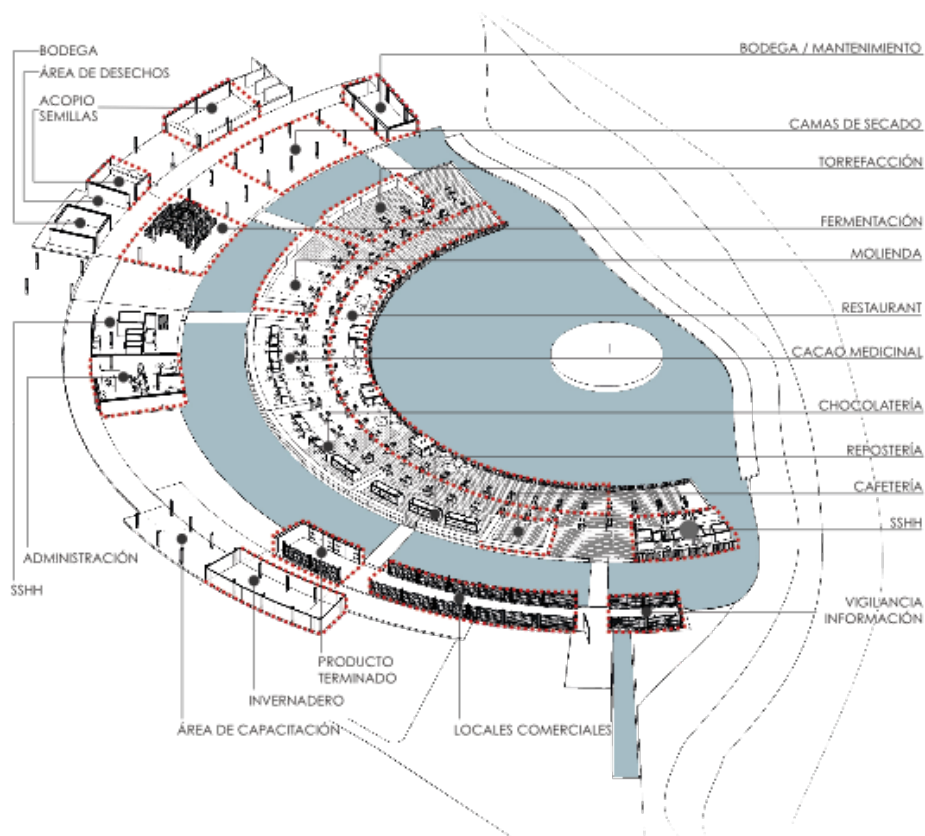 BODEGA
ÁREA DE DESECHOS
ACOPIO
SEMILLAS
BODEGA / MANTENIMIENTO
CAMAS DE SECADO
TORREFACCIÓN
FERMENTACIÓN
MOLIENDA
RESTAURANT
CACAO MEDICINAL
CHOCOLATERÍA
REPOSTERÍA
CAFETERÍA
SSHH
VIGILANCIA
INFORMACIÓN
ADMINISTRACIÓN
SSHH
PRODUCTO
TERMINADO
INVERNADERO
ÁREA DE CAPACITACIÓN
LOCALES COMERCIALES